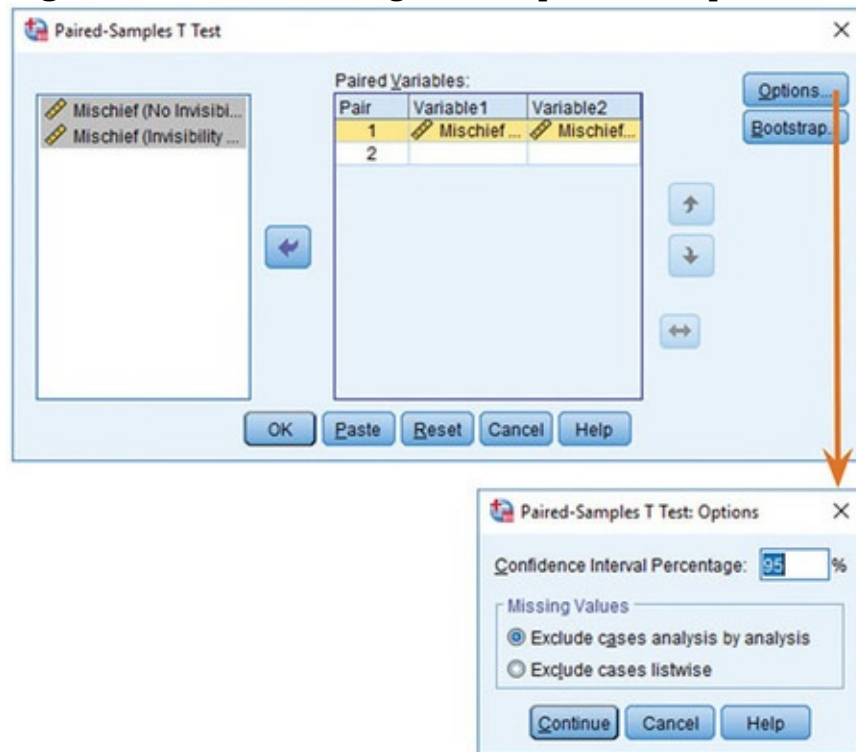 Paired-Samples T Test
Mischief (No Invisibi...
Mischief (Invisibility ...
Paired Variables:
Pair Variable1 Variable2
1 Mischief ... Mischief...
2
Options...
Bootstrap...
OK Paste Reset Cancel Help
Paired-Samples T Test: Options
Confidence Interval Percentage: 95 %
Missing Values
Exclude cases analysis by analysis
Exclude cases listwise
Continue Cancel Help